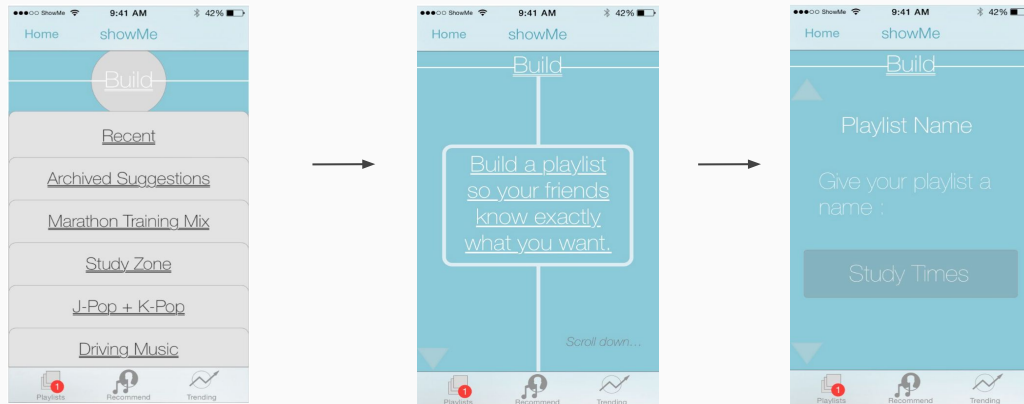 ●●●○○ ShowMe 9:41 AM 42%
Home showMe
Build
Recent
Archived Suggestions
Marathon Training Mix
Study Zone
J-Pop + K-Pop
Driving Music
1
Playlists Recommend Trending
●●●○○ ShowMe 9:41 AM 42%
Home showMe
Build
Build a playlist
so your friends
know exactly
what you want.
Scroll down...
1
Playlists Recommend Trending
●●●○○ ShowMe 9:41 AM 42%
Home showMe
Build
Playlist Name
Give your playlist a
name :
Study Times
1
Playlists Recommend Trending